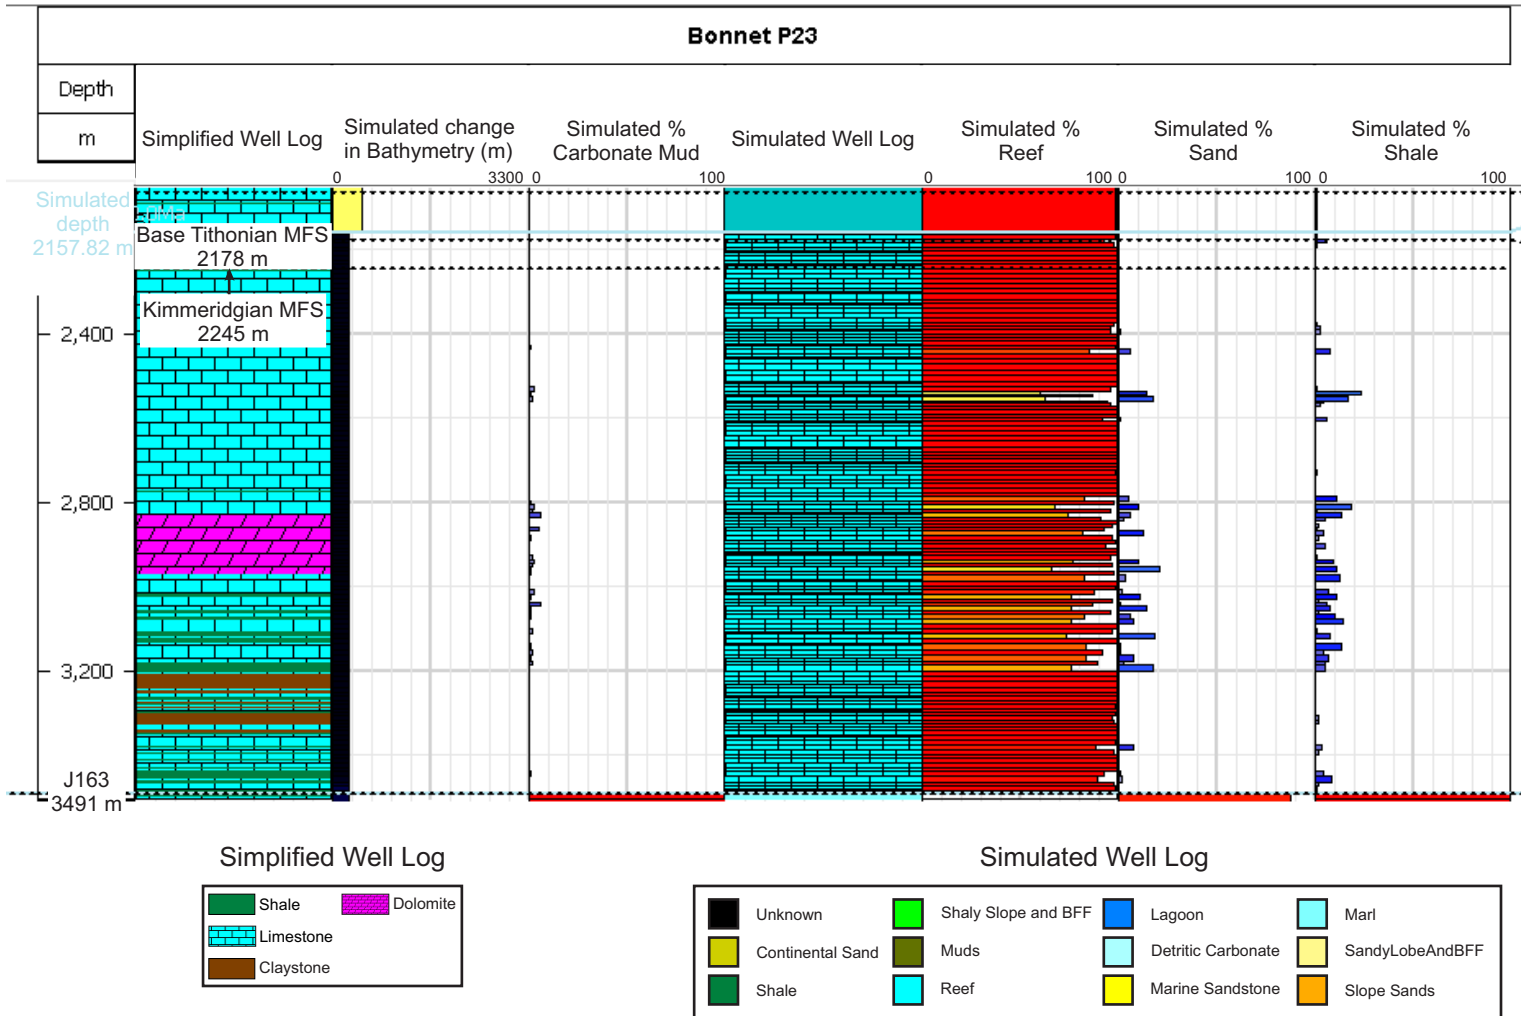 Bonnet P23
Depth
m
Simplified Well Log
Simulated change
in Bathymetry (m)
Simulated %
Carbonate Mud
Simulated Well Log
Simulated %
Reef
Simulated %
Sand
Simulated %
Shale
0 3300 0 100 0 100 0 100 0 100
Simulated
depth
2157.82 m
0Ma
Base Tithonian MFS
2178 m
Kimmeridgian MFS
2245 m
2,400
2,800
3,200
J163
3491 m
Simplified Well Log
Shale
Dolomite
Limestone
Claystone
Simulated Well Log
Unknown
Shaly Slope and BFF
Lagoon
Marl
Continental Sand
Muds
Detritic Carbonate
SandyLobeAndBFF
Shale
Reef
Marine Sandstone
Slope Sands